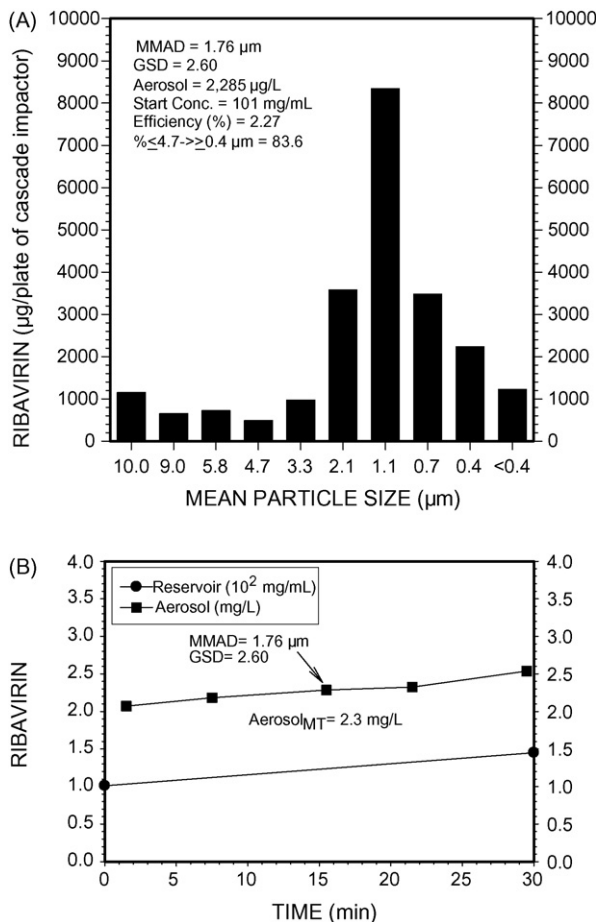 (A)
10000
9000
8000
7000
6000
5000
4000
3000
2000
1000
0
RIBAVIRIN (µg/plate of cascade impactor)
MMAD = 1.76 µm
GSD = 2.60
Aerosol = 2,285 µg/L
Start Conc. = 101 mg/mL
Efficiency (%) = 2.27
%≤4.7->≥0.4 µm = 83.6
10000
9000
8000
7000
6000
5000
4000
3000
2000
1000
0
10.0 9.0 5.8 4.7 3.3 2.1 1.1 0.7 0.4 <0.4
MEAN PARTICLE SIZE (µm)
(B)
4.0
3.5
3.0
2.5
2.0
1.5
1.0
0.5
0.0
RIBAVIRIN
Reservoir (10² mg/mL)
Aerosol (mg/L)
MMAD= 1.76 µm
GSD= 2.60
AerosolMT= 2.3 mg/L
4.0
3.5
3.0
2.5
2.0
1.5
1.0
0.5
0.0
0 5 10 15 20 25 30
TIME (min)